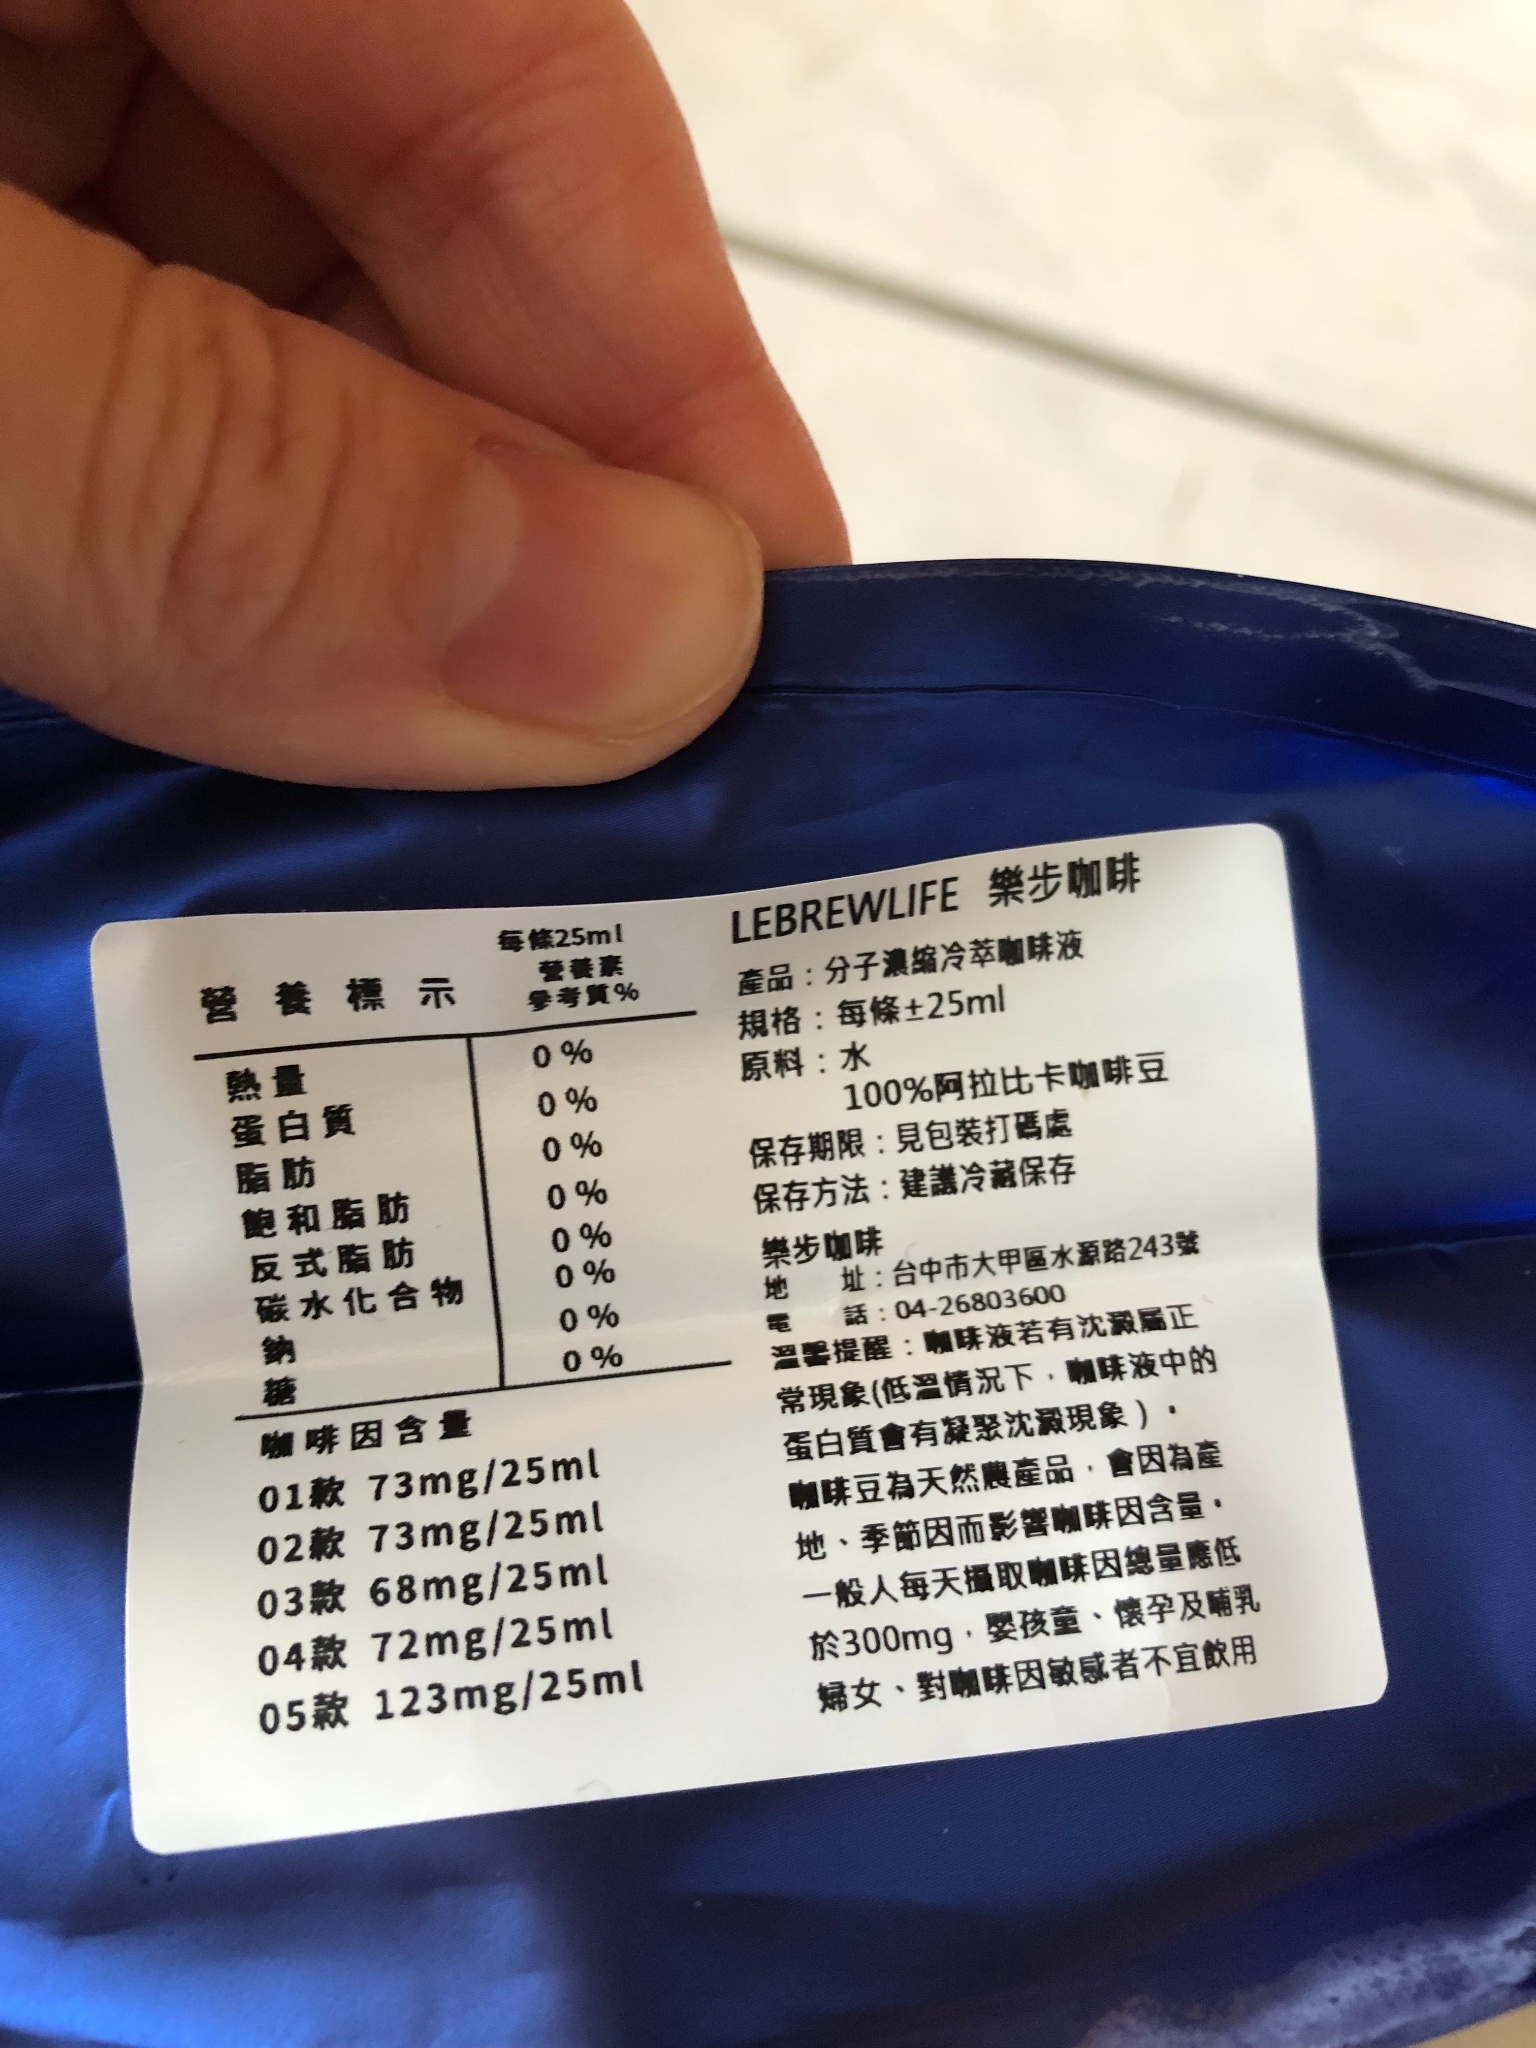 營養標示
每條25ml
營養素
參考質%
熱量 0%
蛋白質 0%
脂肪 0%
飽和脂肪 0%
反式脂肪 0%
碳水化合物 0%
鈉 0%
糖 0%
咖啡因含量
01款 73mg/25ml
02款 73mg/25ml
03款 68mg/25ml
04款 72mg/25ml
05款 123mg/25ml
LEBREWLIFE 樂步咖啡
產品：分子濃縮冷萃咖啡液
規格：每條±25ml
原料：水
100%阿拉比卡咖啡豆
保存期限：見包裝打碼處
保存方法：建議冷藏保存
樂步咖啡
地 址：台中市大甲區水源路243號
電 話：04-26803600
溫馨提醒：咖啡液若有沈澱屬正
常現象(低溫情況下，咖啡液中的
蛋白質會有凝聚沈澱現象)。
咖啡豆為天然農產品，會因為產
地、季節因而影響咖啡因含量。
一般人每天攝取咖啡因總量應低
於300mg，嬰孩童、懷孕及哺乳
婦女、對咖啡因敏感者不宜飲用